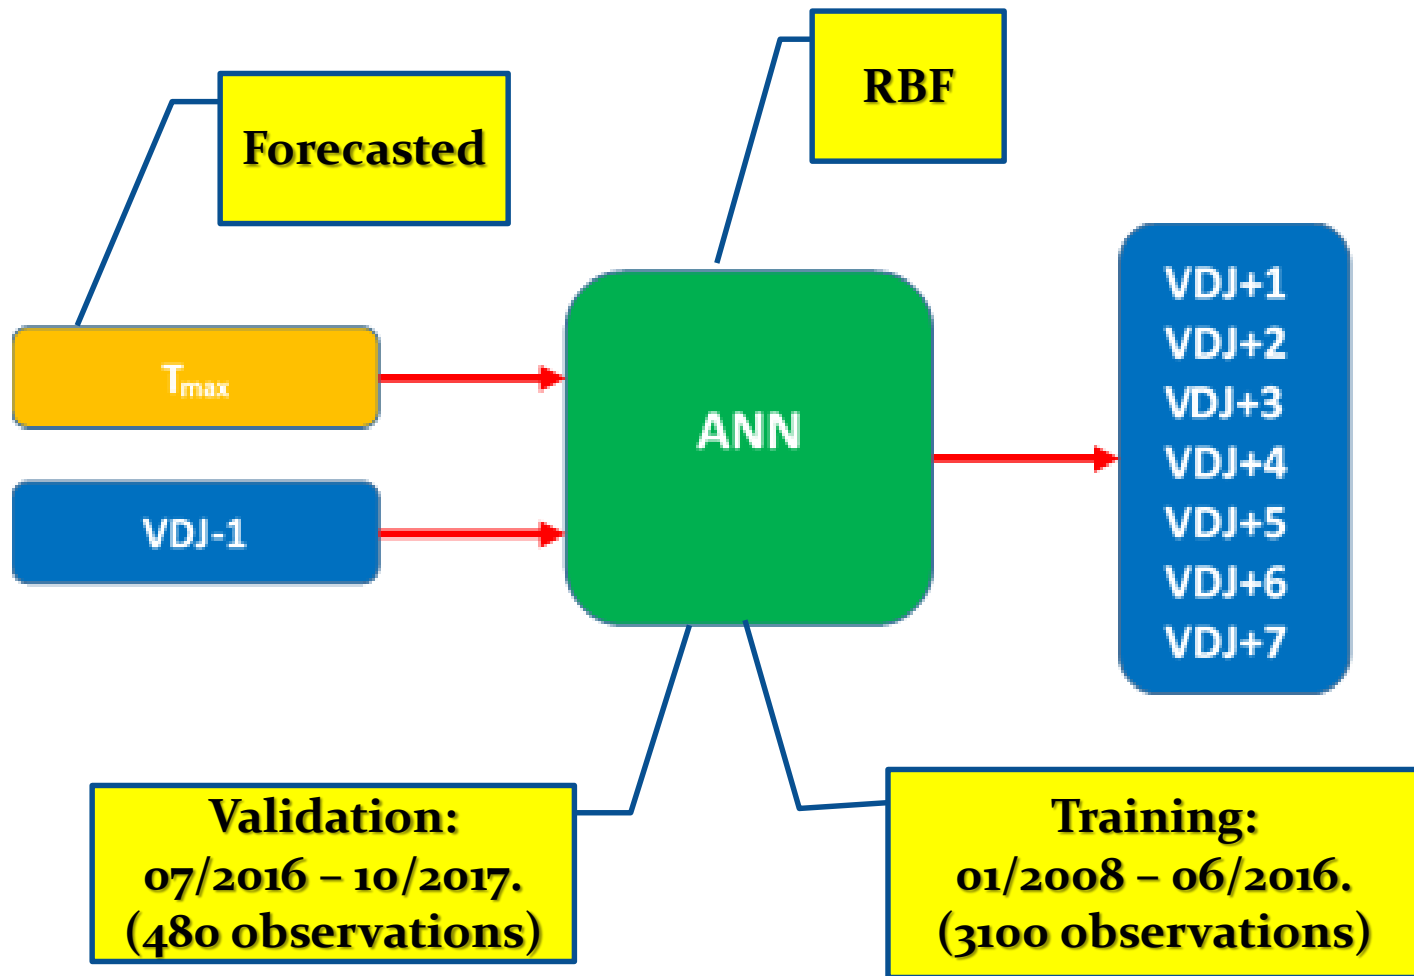 Forecasted
RBF
Tmax
VDJ-1
ANN
VDJ+1
VDJ+2
VDJ+3
VDJ+4
VDJ+5
VDJ+6
VDJ+7
Validation:
07/2016 – 10/2017.
(480 observations)
Training:
01/2008 – 06/2016.
(3100 observations)